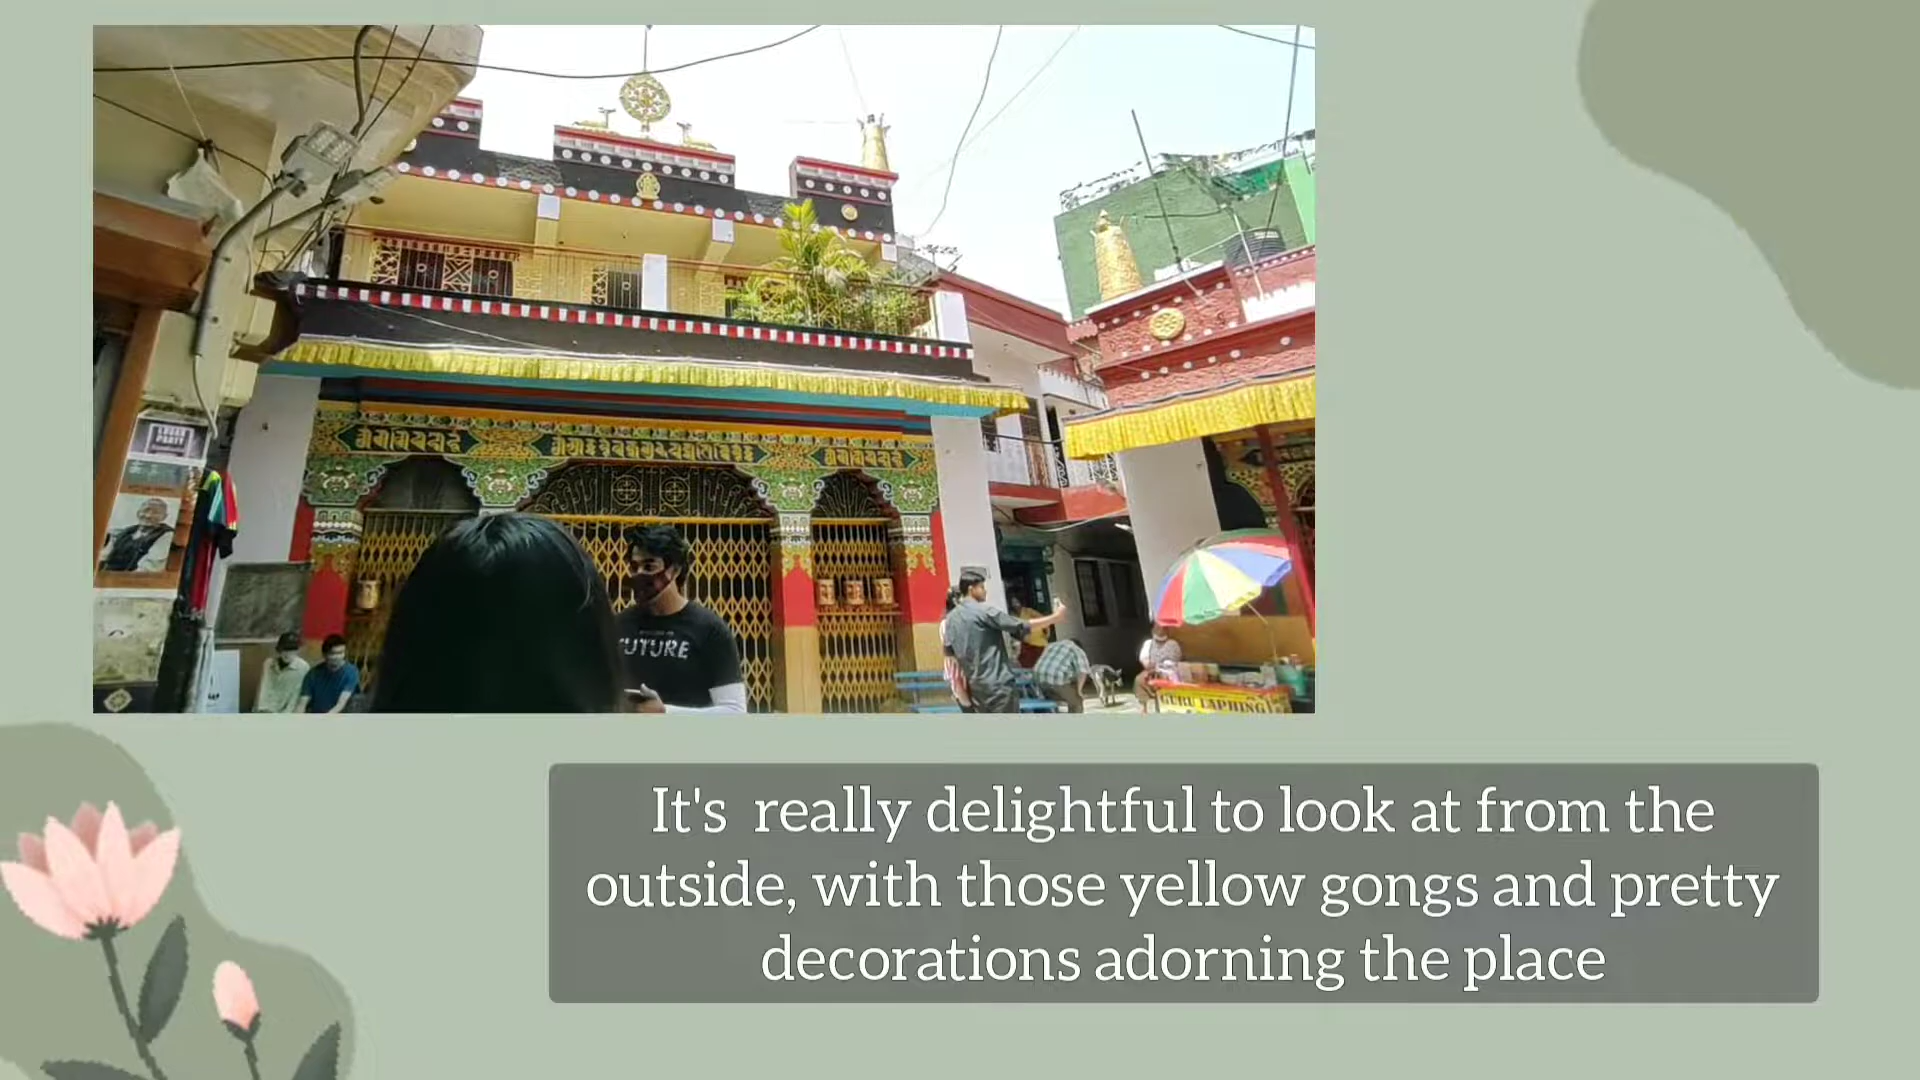 FUTURE
GURU LAPHING
It's really delightful to look at from the
outside, with those yellow gongs and pretty
decorations adorning the place